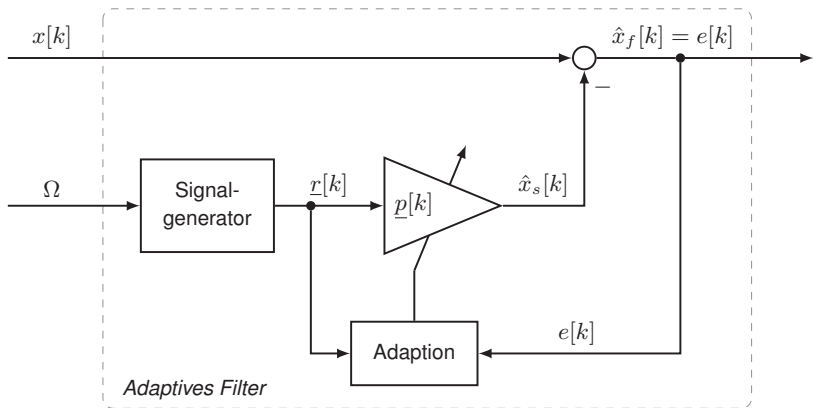 x[k]
x̂_f[k] = e[k]
−
Ω
Signal-
generator
r̲[k]
p̲[k]
x̂_s[k]
Adaption
e[k]
Adaptives Filter